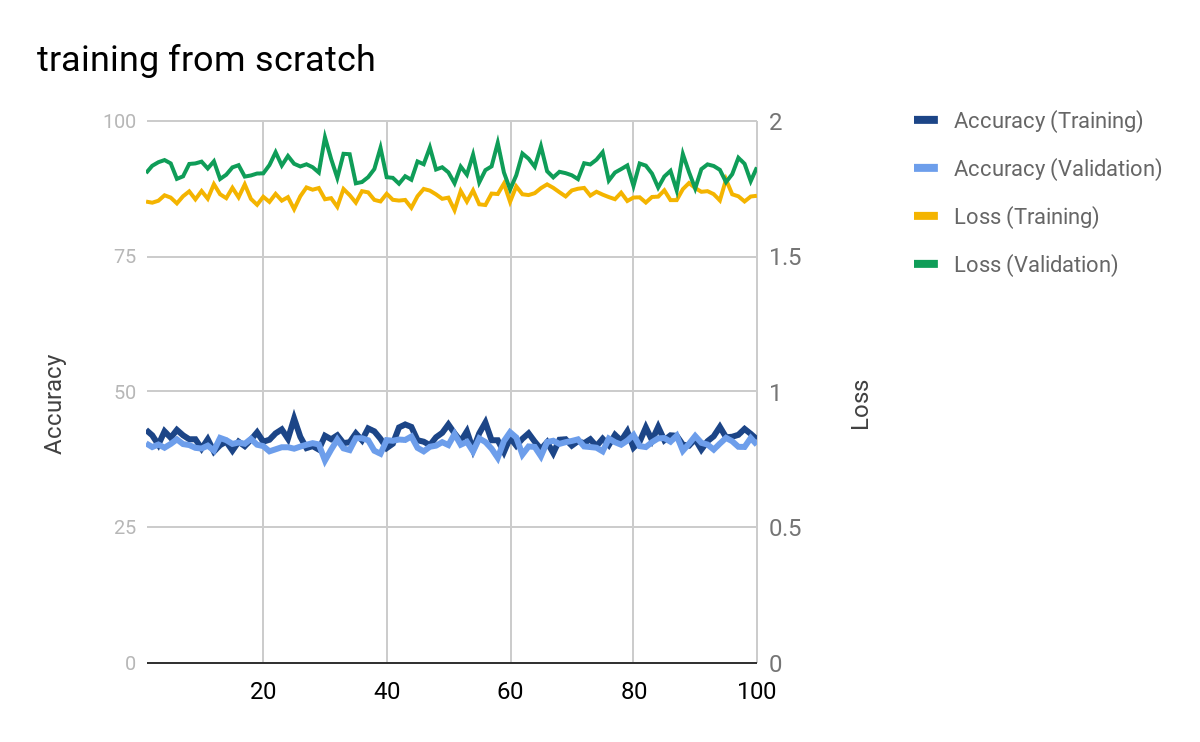 training from scratch
100
75
50
25
0
Accuracy
2
1.5
1
0.5
0
Loss
20
40
60
80
100
Accuracy (Training)
Accuracy (Validation)
Loss (Training)
Loss (Validation)